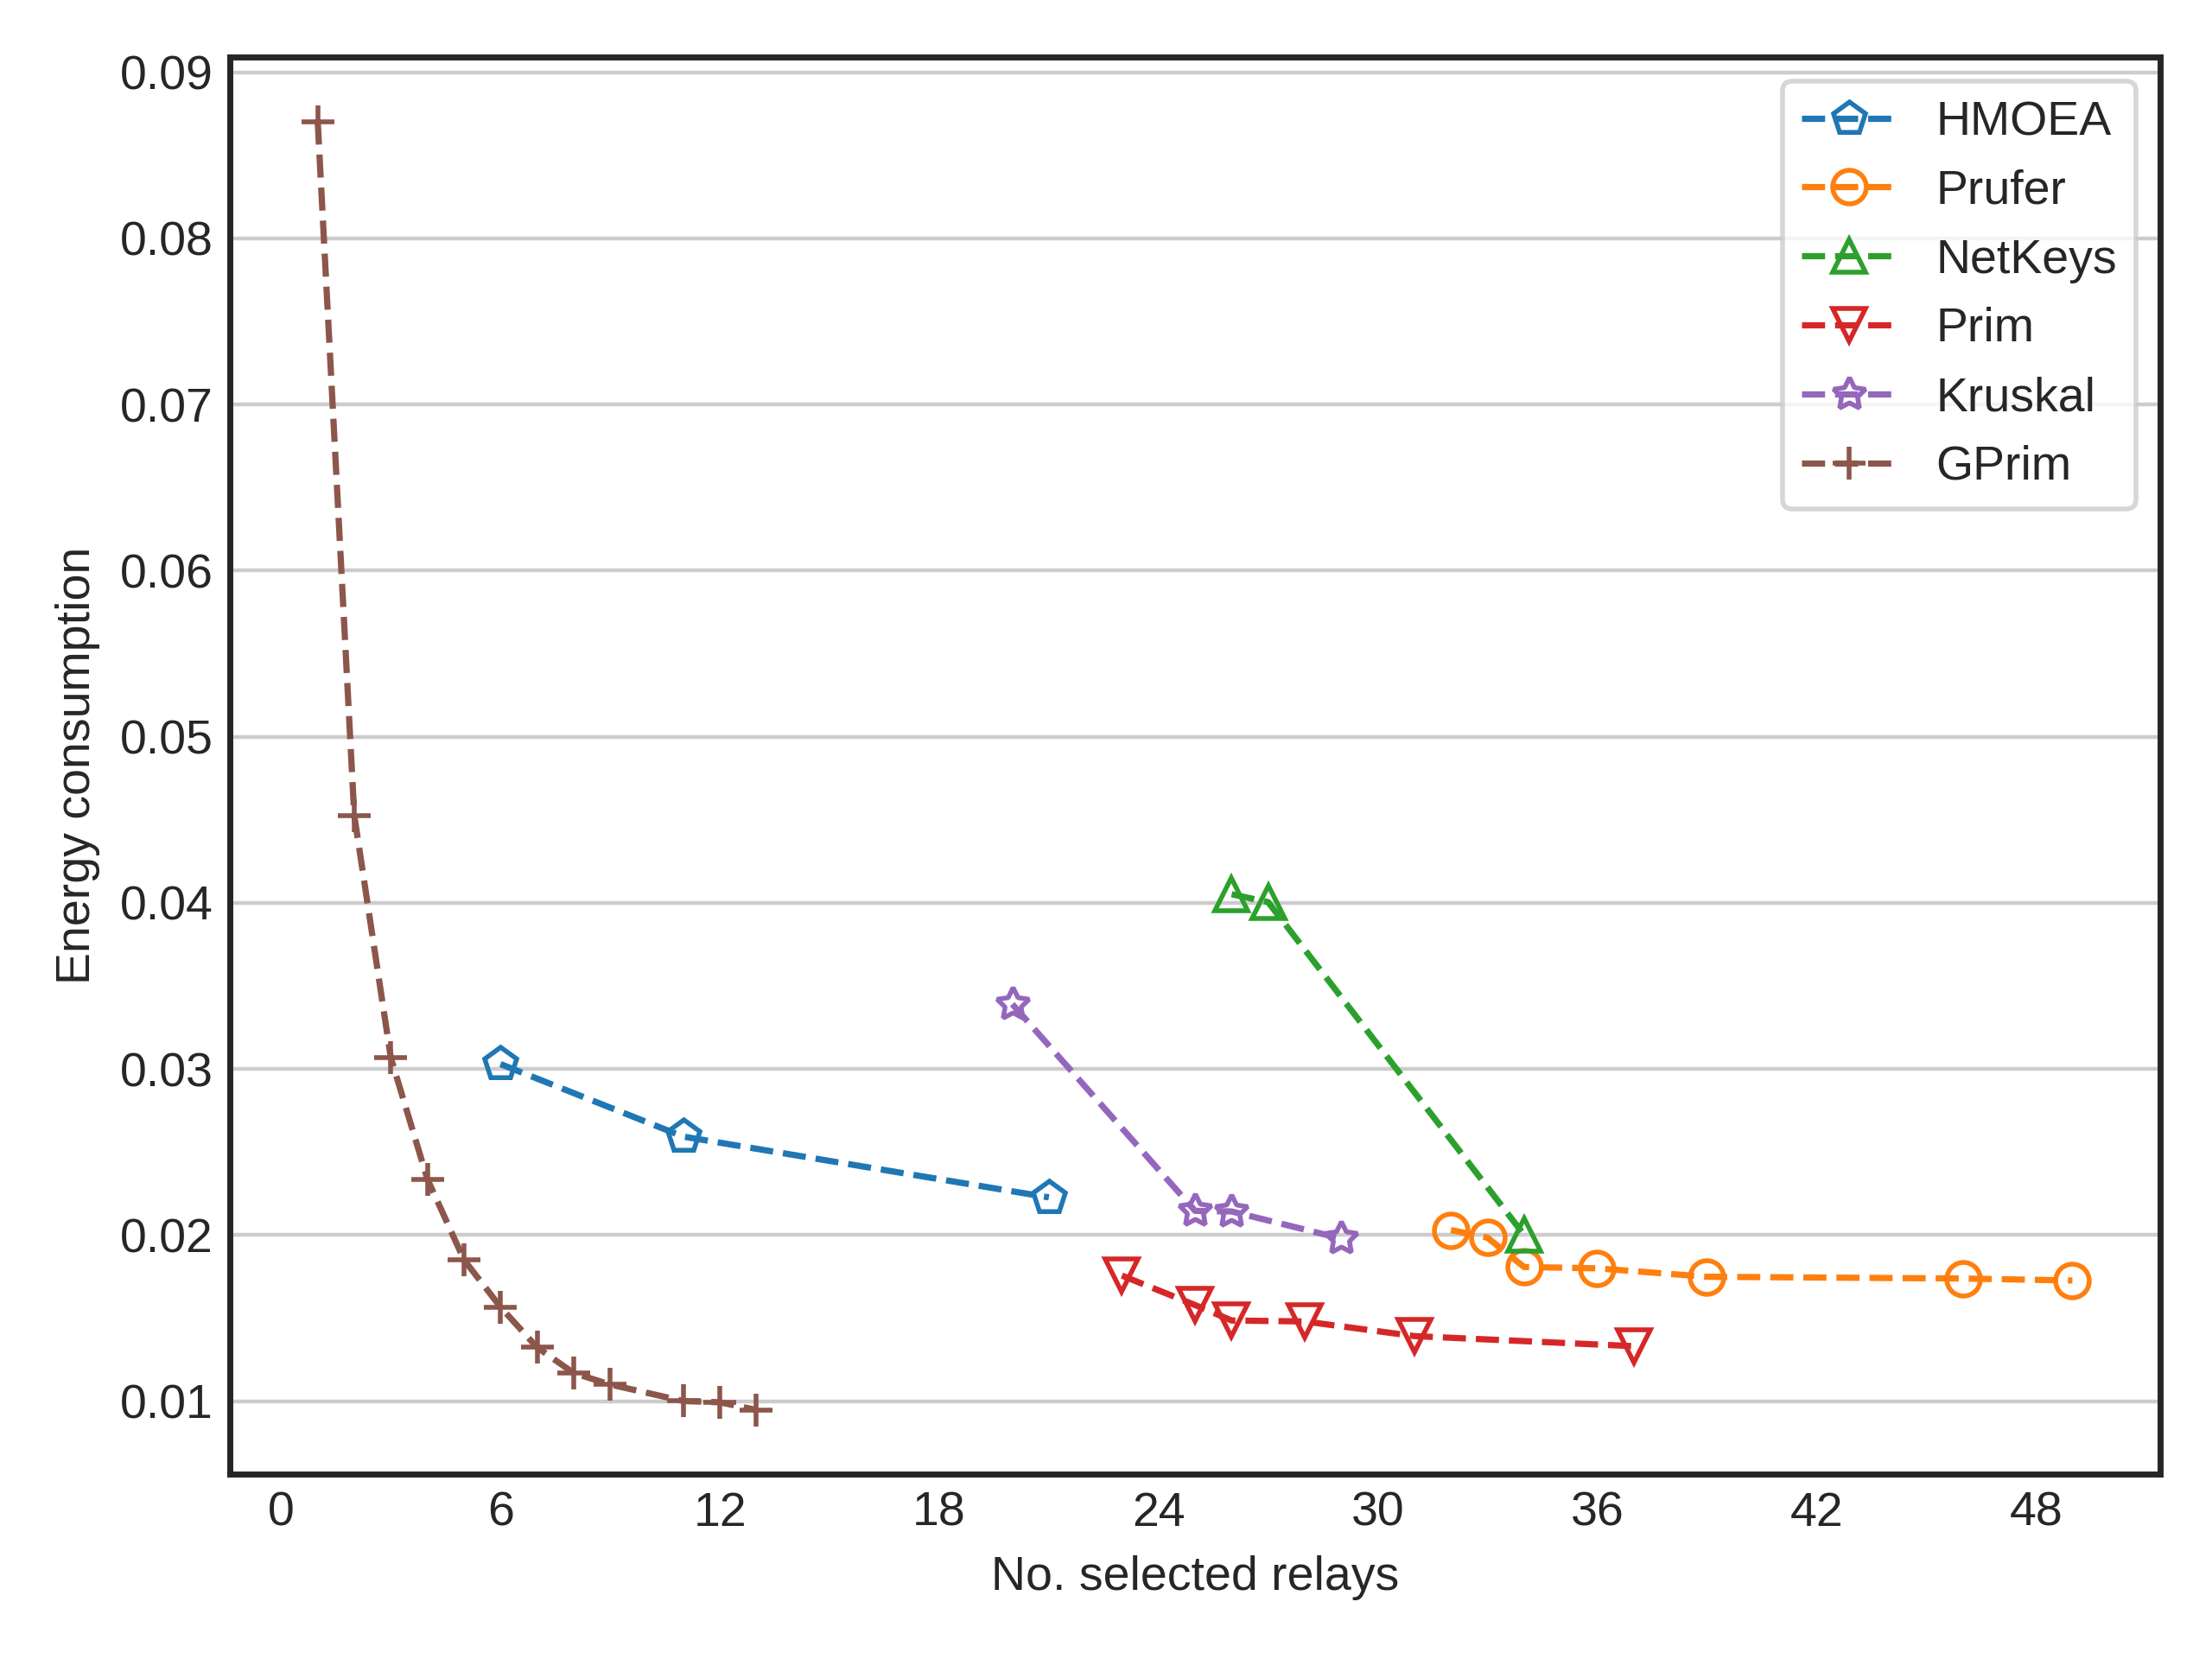 0.09
0.08
0.07
0.06
0.05
0.04
0.03
0.02
0.01
Energy consumption
HMOEA
Prufer
NetKeys
Prim
Kruskal
GPrim
0 6 12 18 24 30 36 42 48
No. selected relays